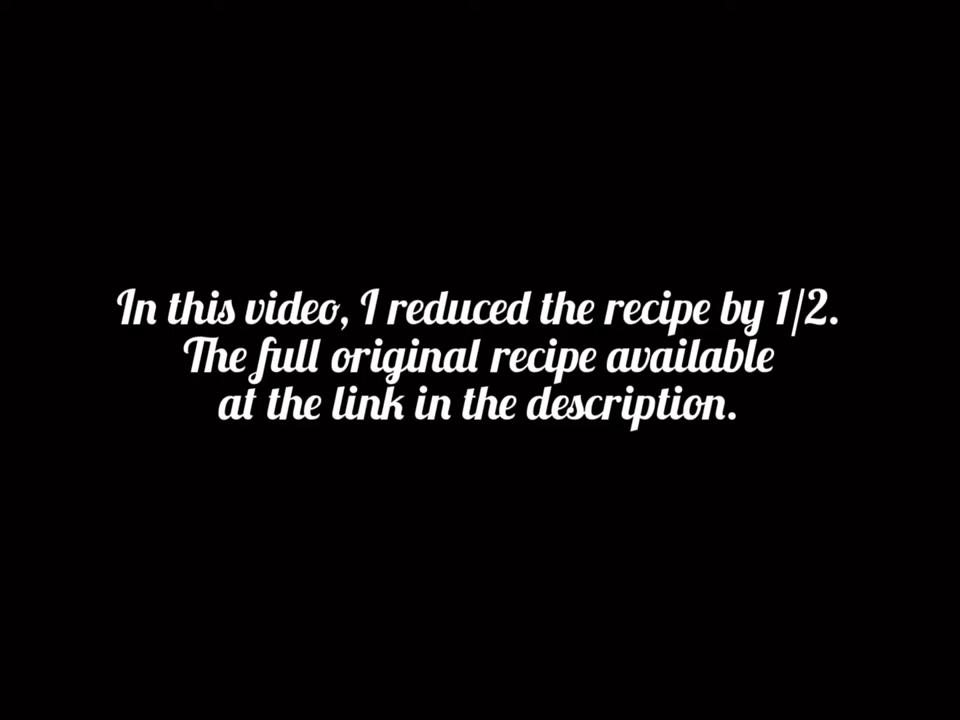 In this video, I reduced the recipe by 1/2.
The full original recipe available
at the link in the description.